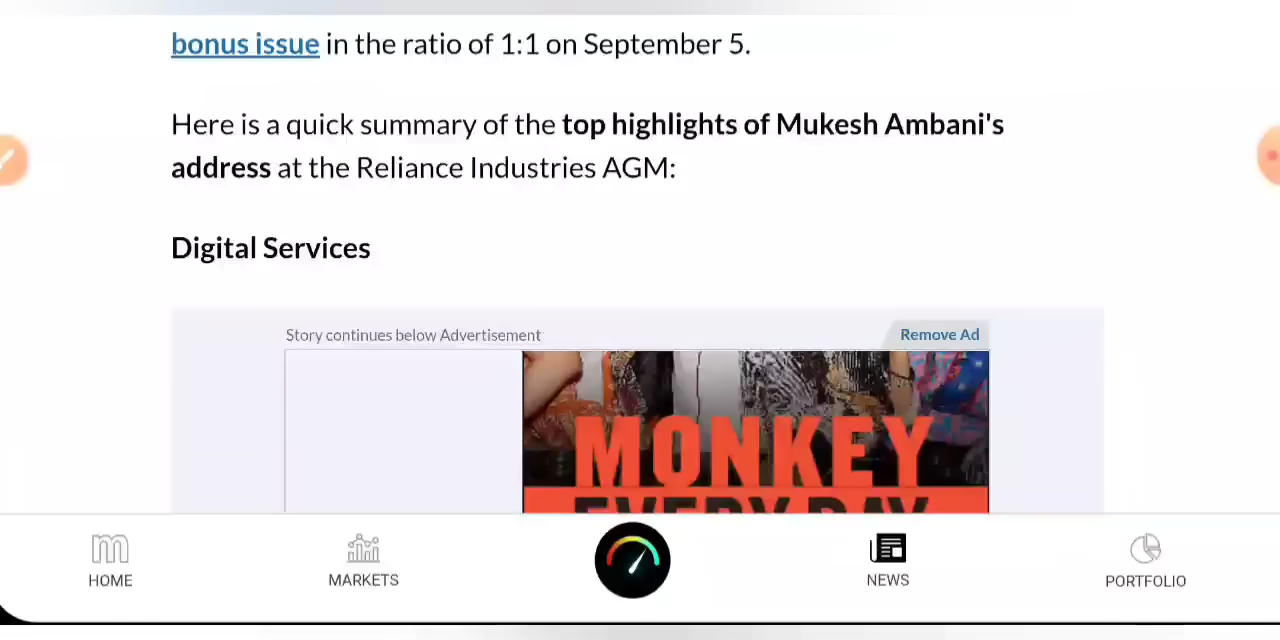 bonus issue in the ratio of 1:1 on September 5.
Here is a quick summary of the top highlights of Mukesh Ambani's
address at the Reliance Industries AGM:
Digital Services
Story continues below Advertisement
Remove Ad
MONKEY
EVERY DAY
HOME
MARKETS
NEWS
PORTFOLIO